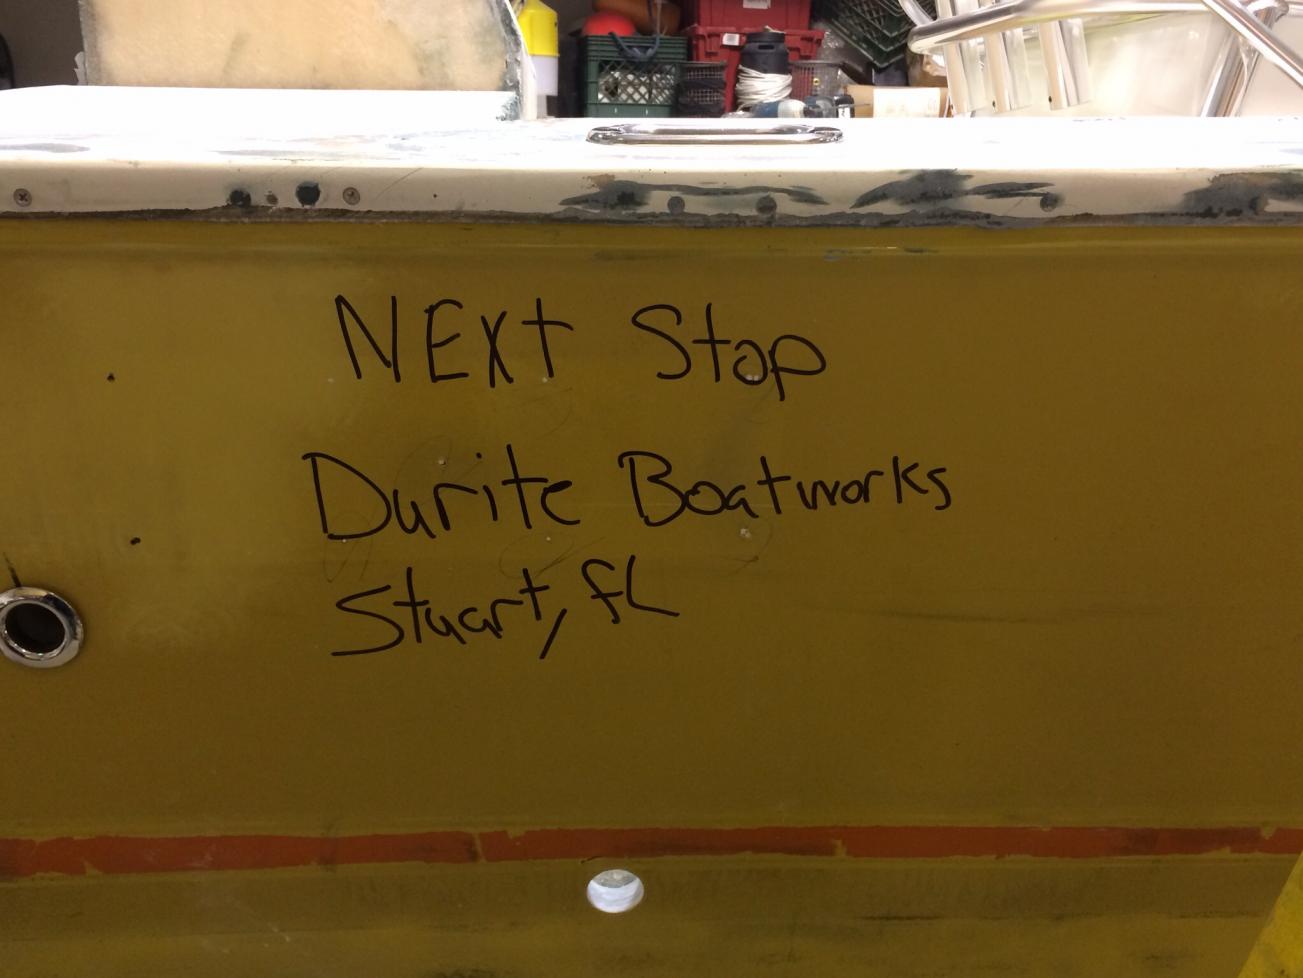 NEXt Stop
Durite Boatworks
Stuart, fL